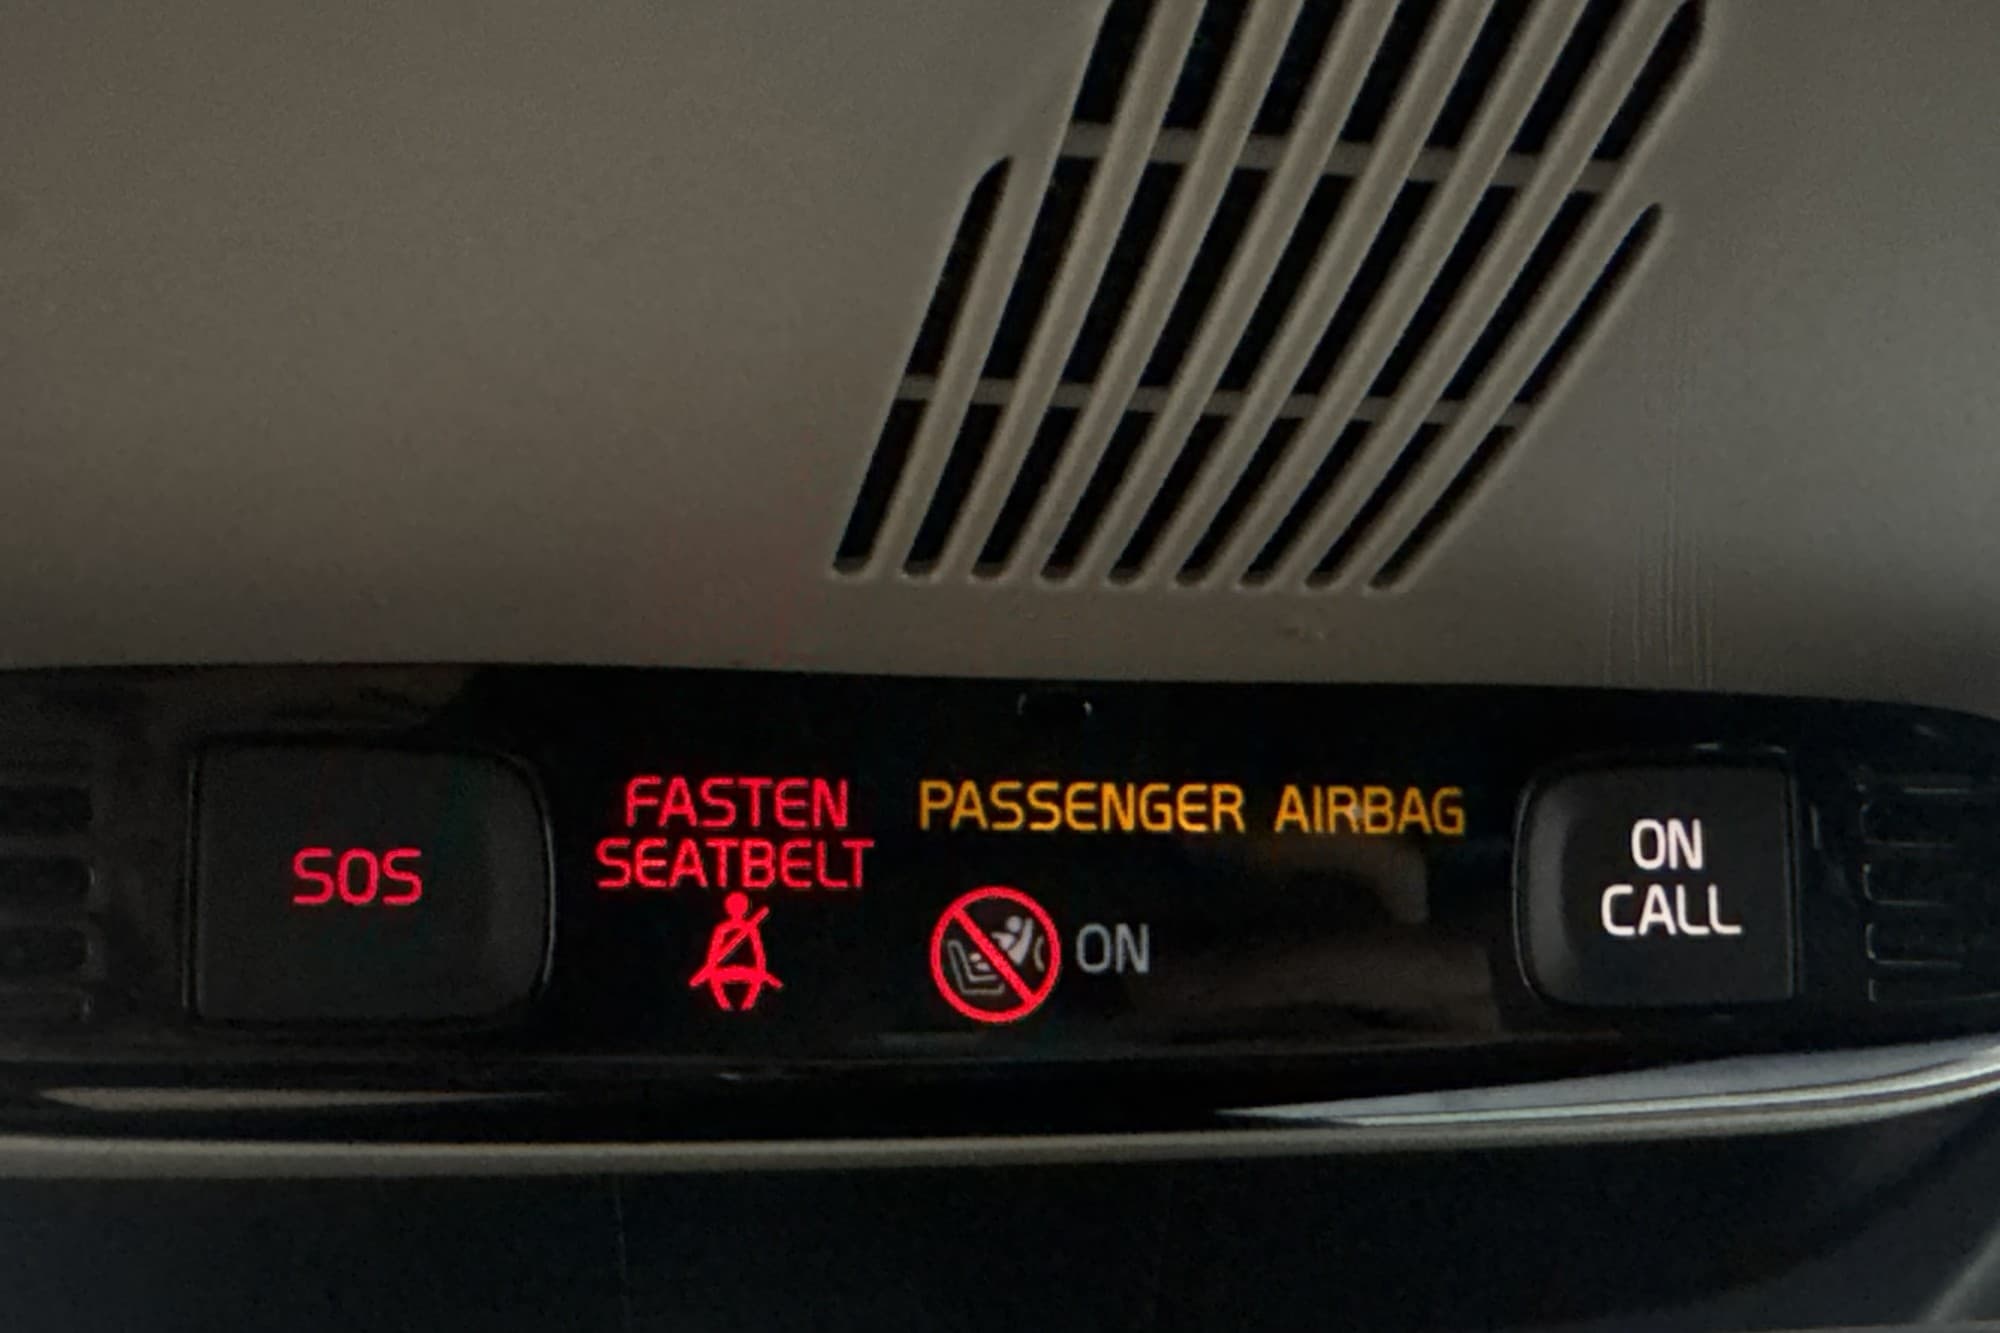 SOS
FASTEN
SEATBELT
PASSENGER AIRBAG
ON
ON
CALL